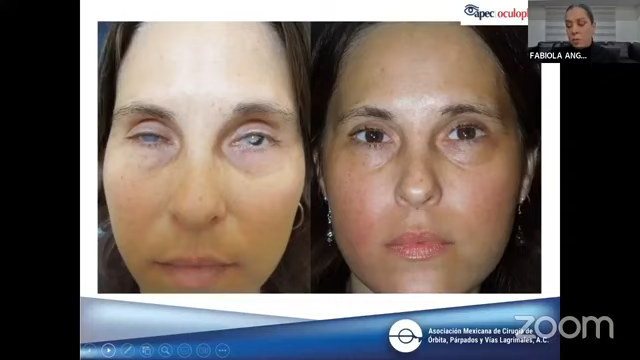 apec oculopl
FABIOLA ANG...
Asociación Mexicana de Cirugía de
Órbita, Párpados y Vías Lagrimales, A.C.
zoom